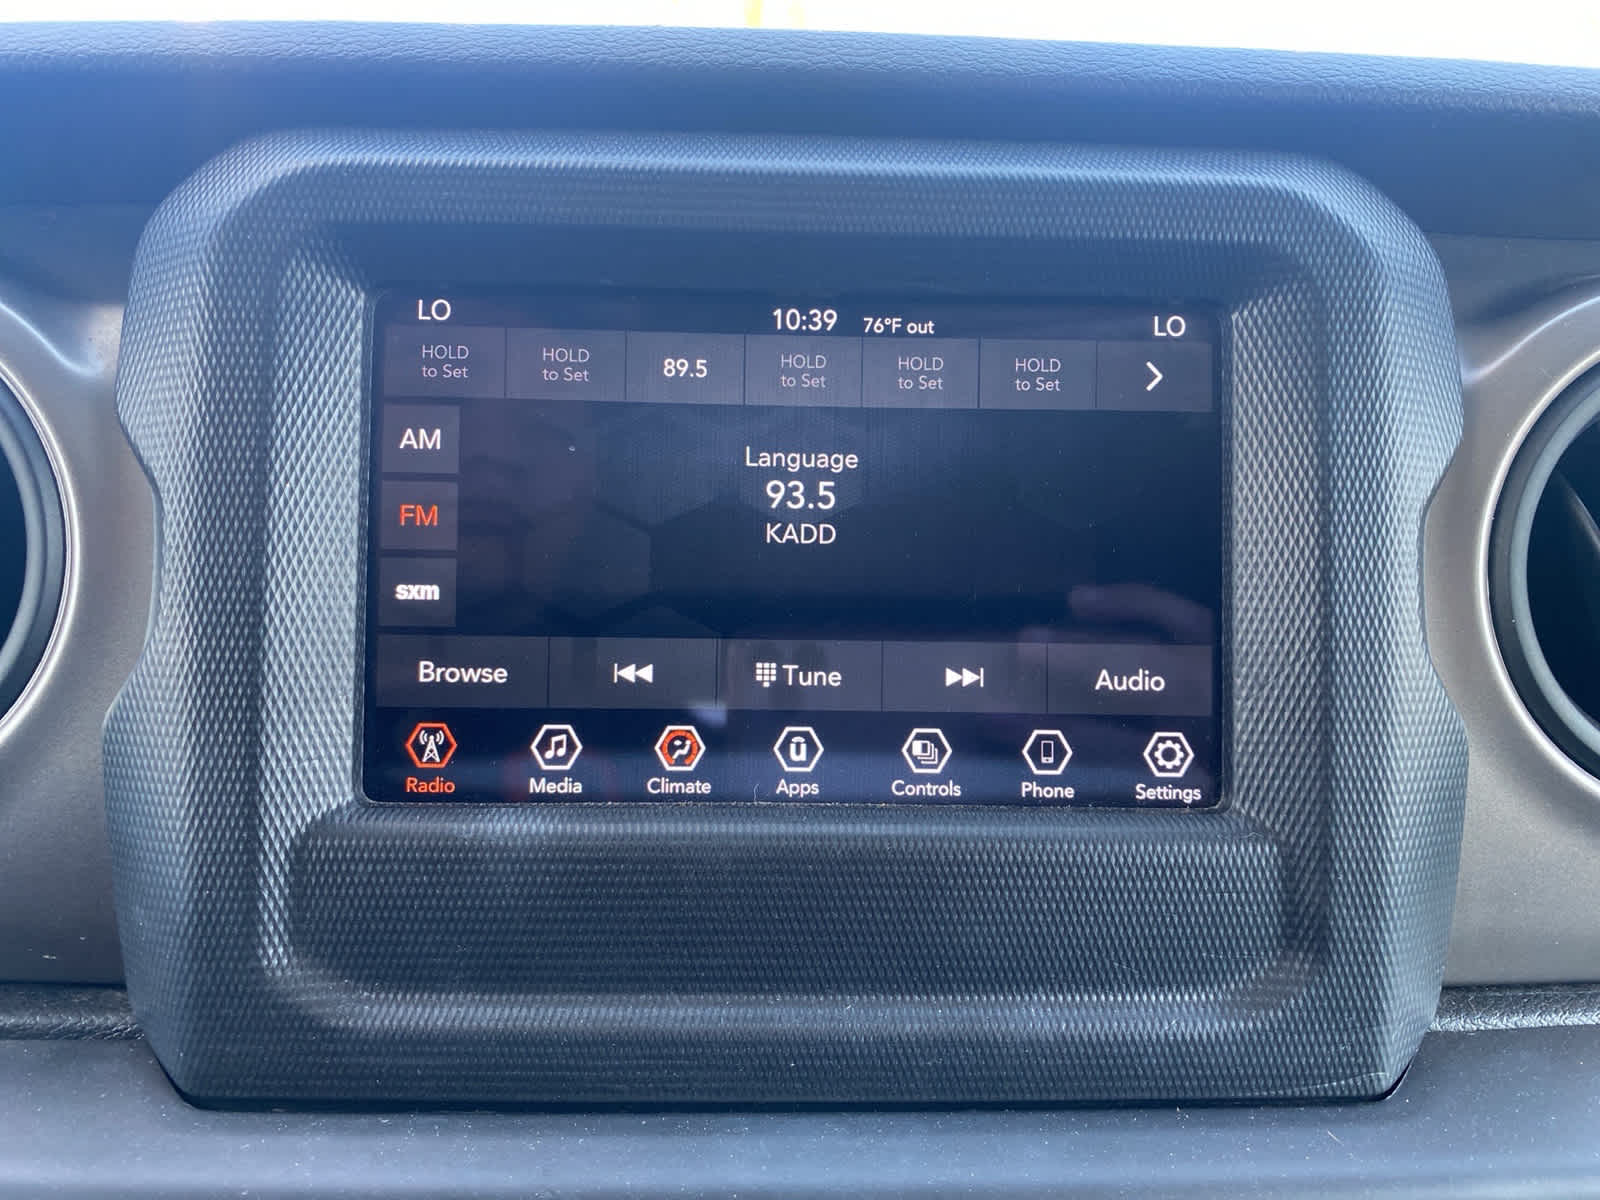 LO 10:39 76°F out LO
HOLD to Set HOLD to Set 89.5 HOLD to Set HOLD to Set HOLD to Set
AM
Language
93.5
FM
KADD
sxm
Browse Tune Audio
Radio Media Climate Apps Controls Phone Settings